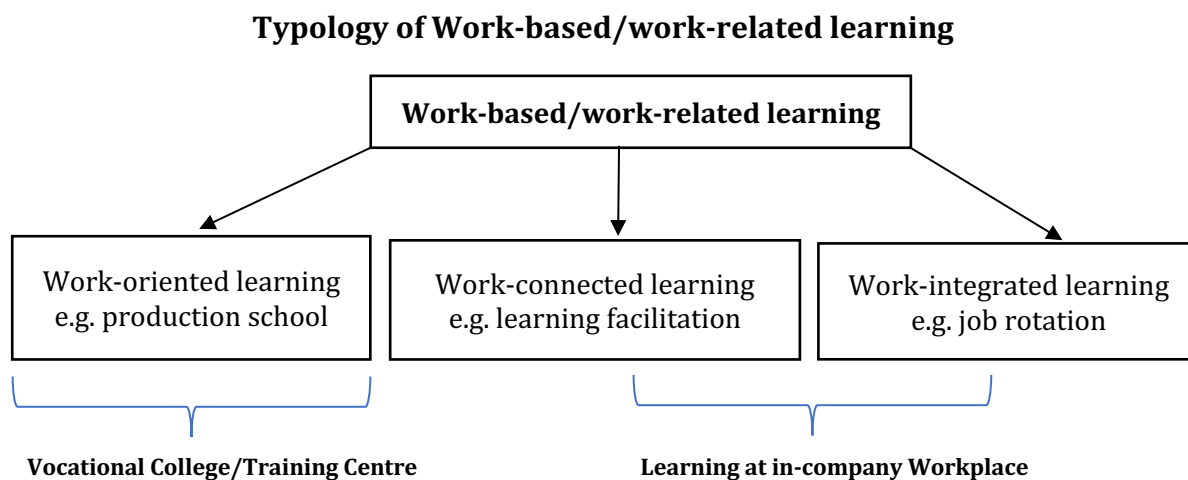 Typology of Work-based/work-related learning
Work-based/work-related learning
Work-oriented learning
e.g. production school
Work-connected learning
e.g. learning facilitation
Work-integrated learning
e.g. job rotation
Vocational College/Training Centre
Learning at in-company Workplace